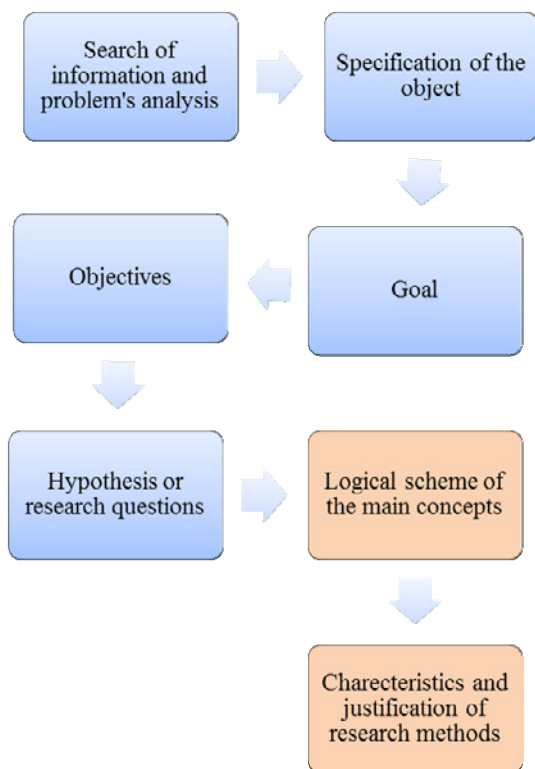 Search of
information and
problem's analysis
Specification of the
object
Goal
Objectives
Hypothesis or
research questions
Logical scheme of
the main concepts
Charecteristics and
justification of
research methods